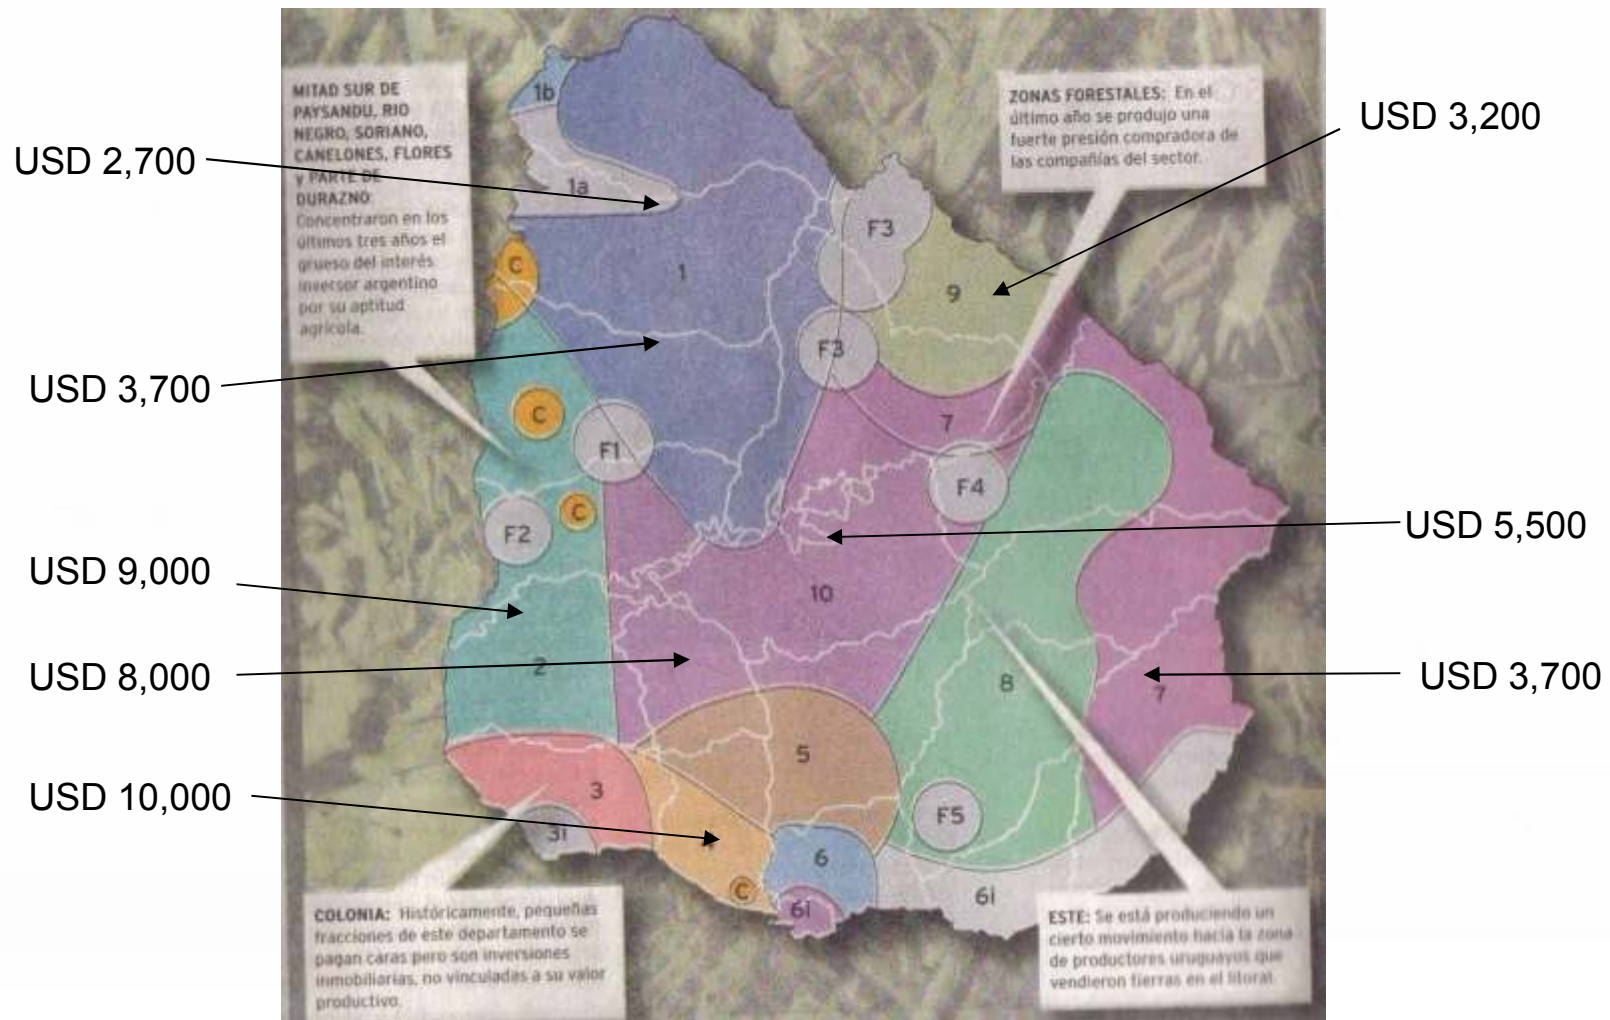 USD 2,700
USD 3,700
USD 9,000
USD 8,000
USD 10,000
USD 3,200
USD 5,500
USD 3,700
MITAD SUR DE
PAYSANDU, RIO
NEGRO, SORIANO,
CANELONES, FLORES
y PARTE DE
DURAZNO:
Concentraron en los
últimos tres años el
grueso del interés
inversor argentino
por su aptitud
agrícola.
ZONAS FORESTALES: En el
último año se produjo una
fuerte presión compradora de
las compañías del sector.
1b
1a
F3
C
1
9
F3
C
7
F1
F4
C
F2
10
2
8
7
5
3
F5
3i
6
C
6i
6i
COLONIA: Históricamente, pequeñas
fracciones de este departamento se
pagan caras pero son inversiones
inmobiliarias, no vinculadas a su valor
productivo.
ESTE: Se está produciendo un
cierto movimiento hacia la zona
de productores uruguayos que
vendieron tierras en el litoral.